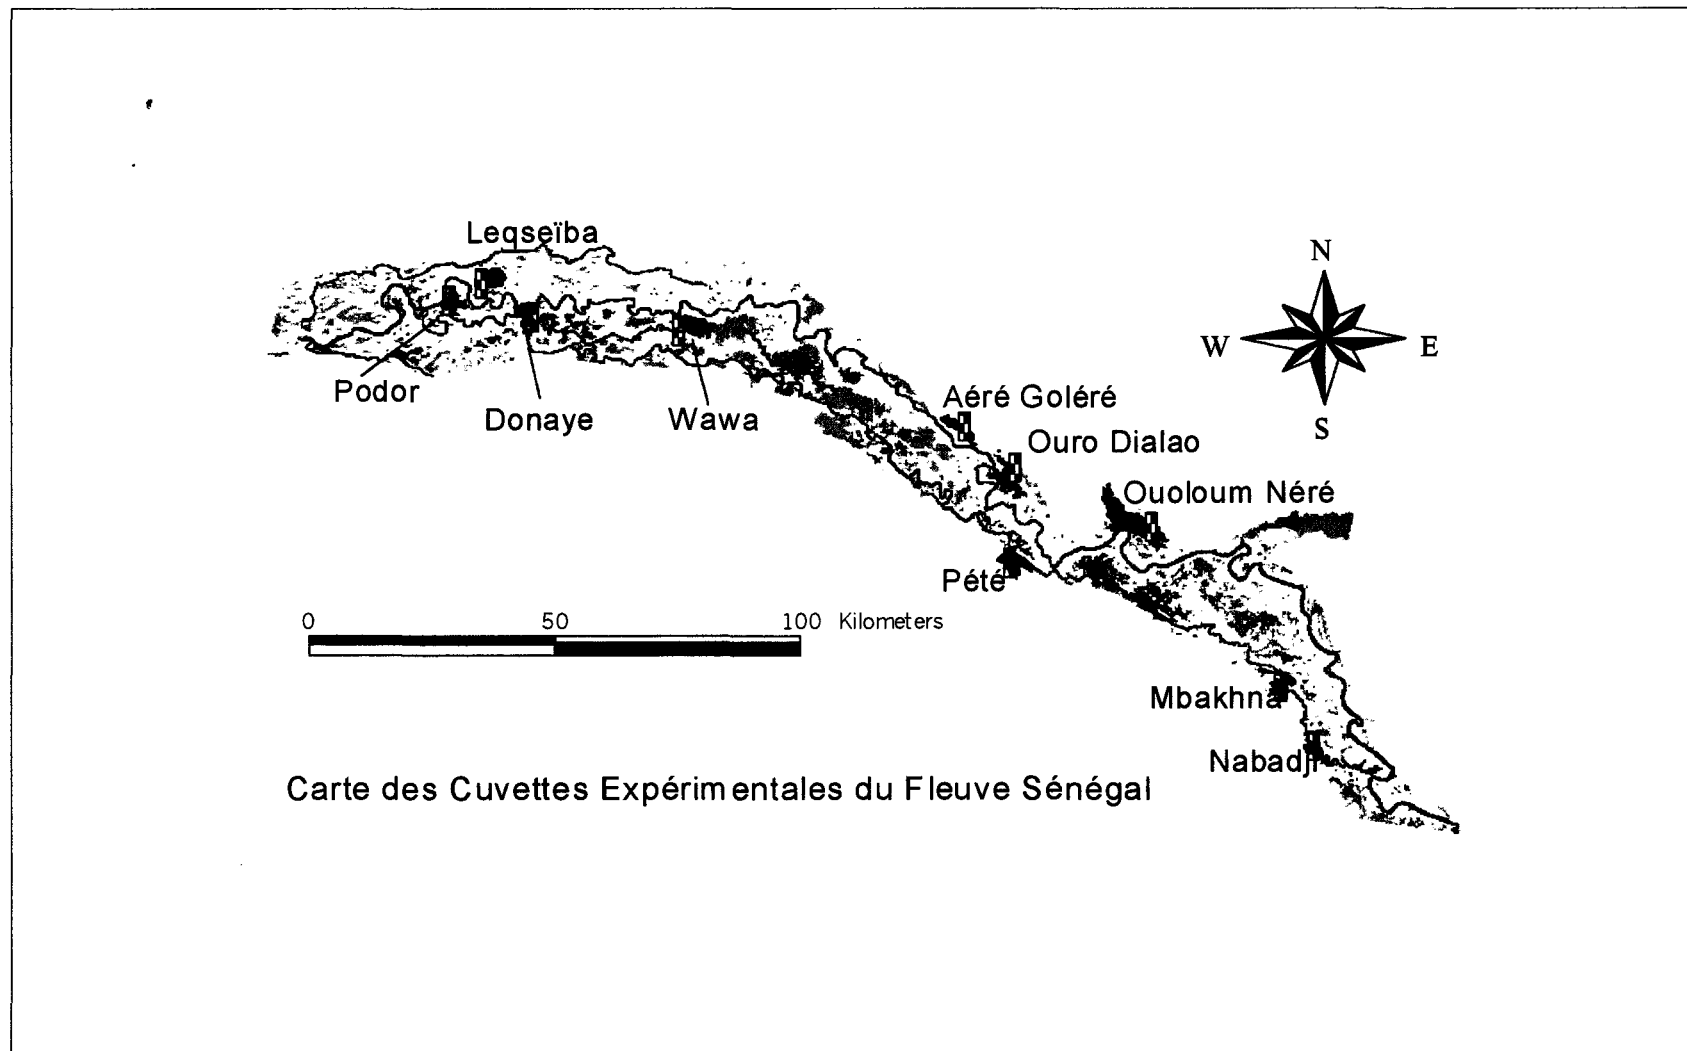 Leqseïba
N
W
E
S
Podor
Donaye
Wawa
Aéré Goléré
Ouro Dialao
Ouoloum Néré
Pété
0 50 100 Kilometers
Mbakhna
Nabadji
Carte des Cuvettes Expérimentales du Fleuve Sénégal